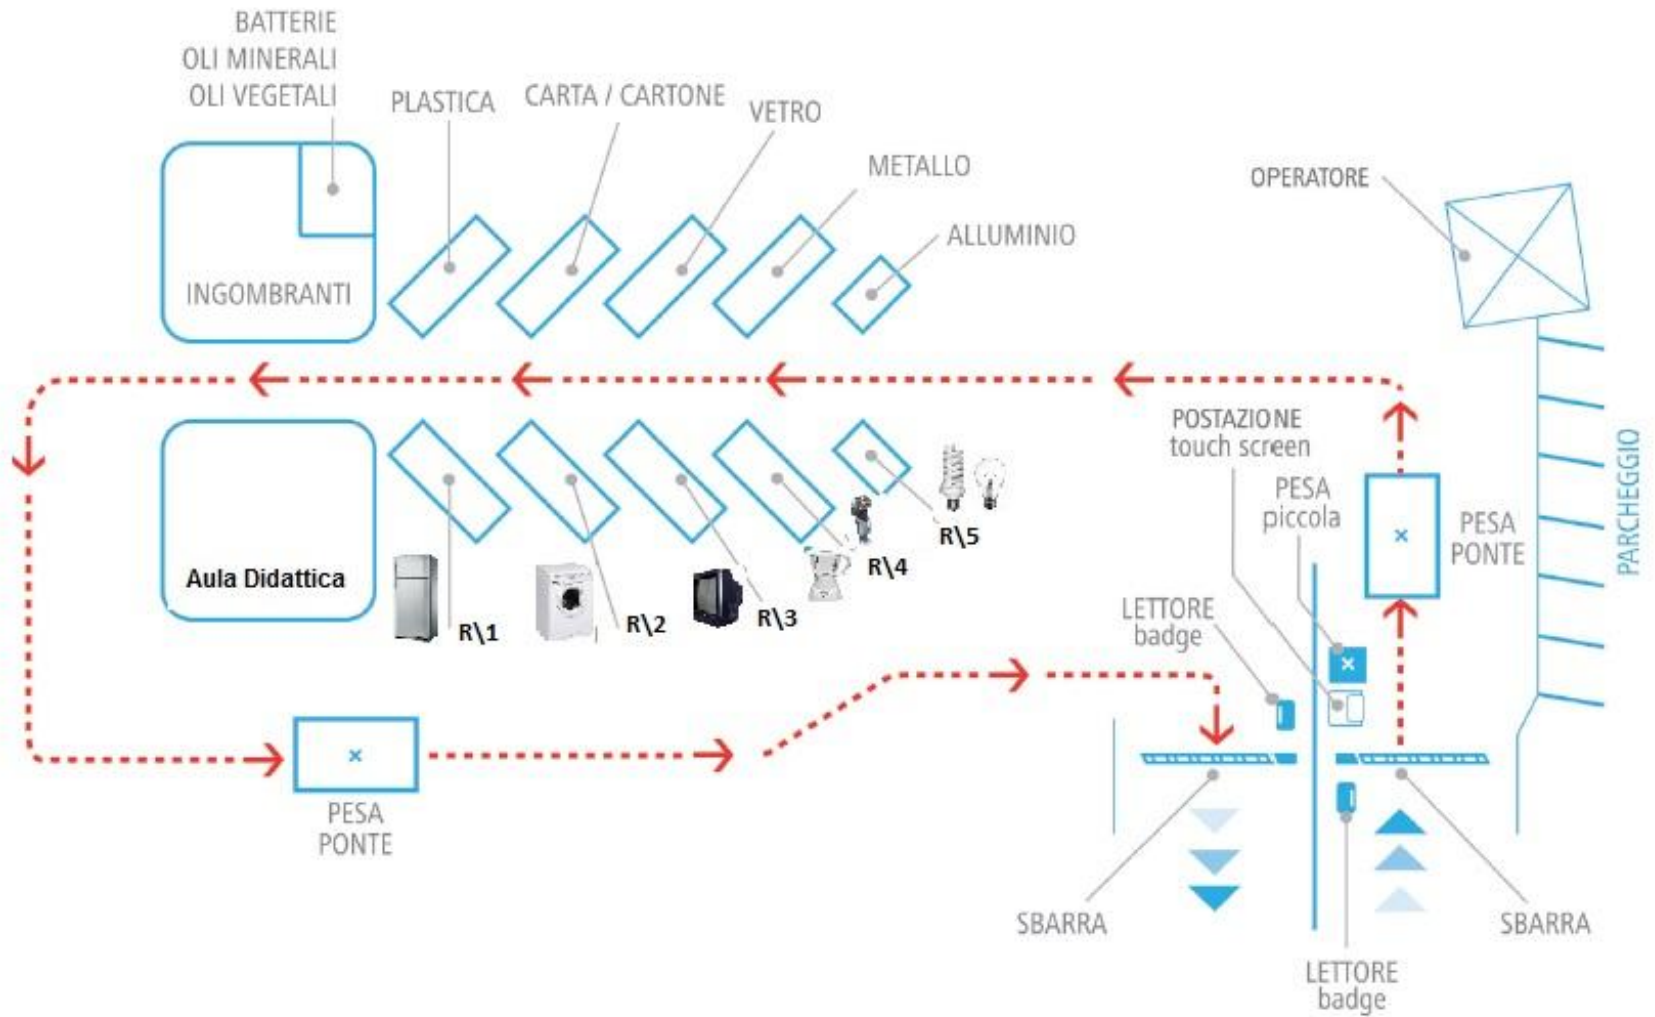 BATTERIE
OLI MINERALI
OLI VEGETALI
PLASTICA
CARTA / CARTONE
VETRO
METALLO
ALLUMINIO
OPERATORE
INGOMBRANTI
POSTAZIONE
touch screen
PESA
piccola
PESA
PONTE
PARCHEGGIO
Aula Didattica
R\1
R\2
R\3
R\4
R\5
LETTORE
badge
PESA
PONTE
SBARRA
SBARRA
LETTORE
badge